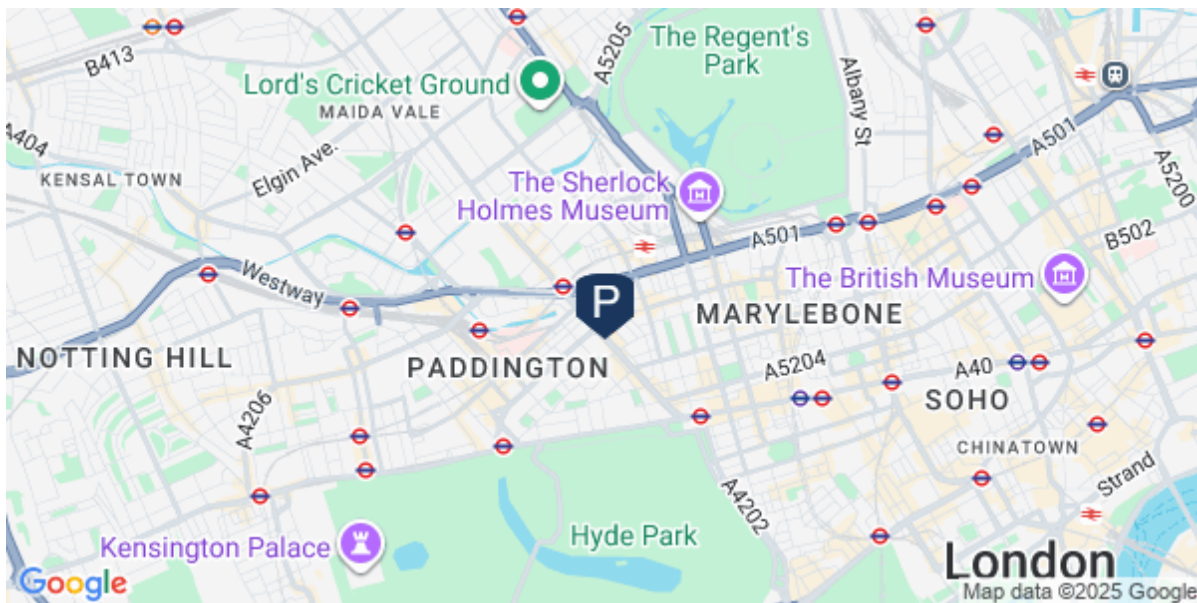 B413
A5205
The Regent's
Park
Lord's Cricket Ground
MAIDA VALE
Albany St
A404
Elgin Ave.
A501
A5200
KENSAL TOWN
The Sherlock
Holmes Museum
A501
B502
Westway
The British Museum
P
MARYLEBONE
NOTTING HILL
PADDINGTON
A5204
A40
SOHO
A4206
CHINATOWN
A4202
Strand
Hyde Park
Kensington Palace
London
Google
Map data ©2025 Google